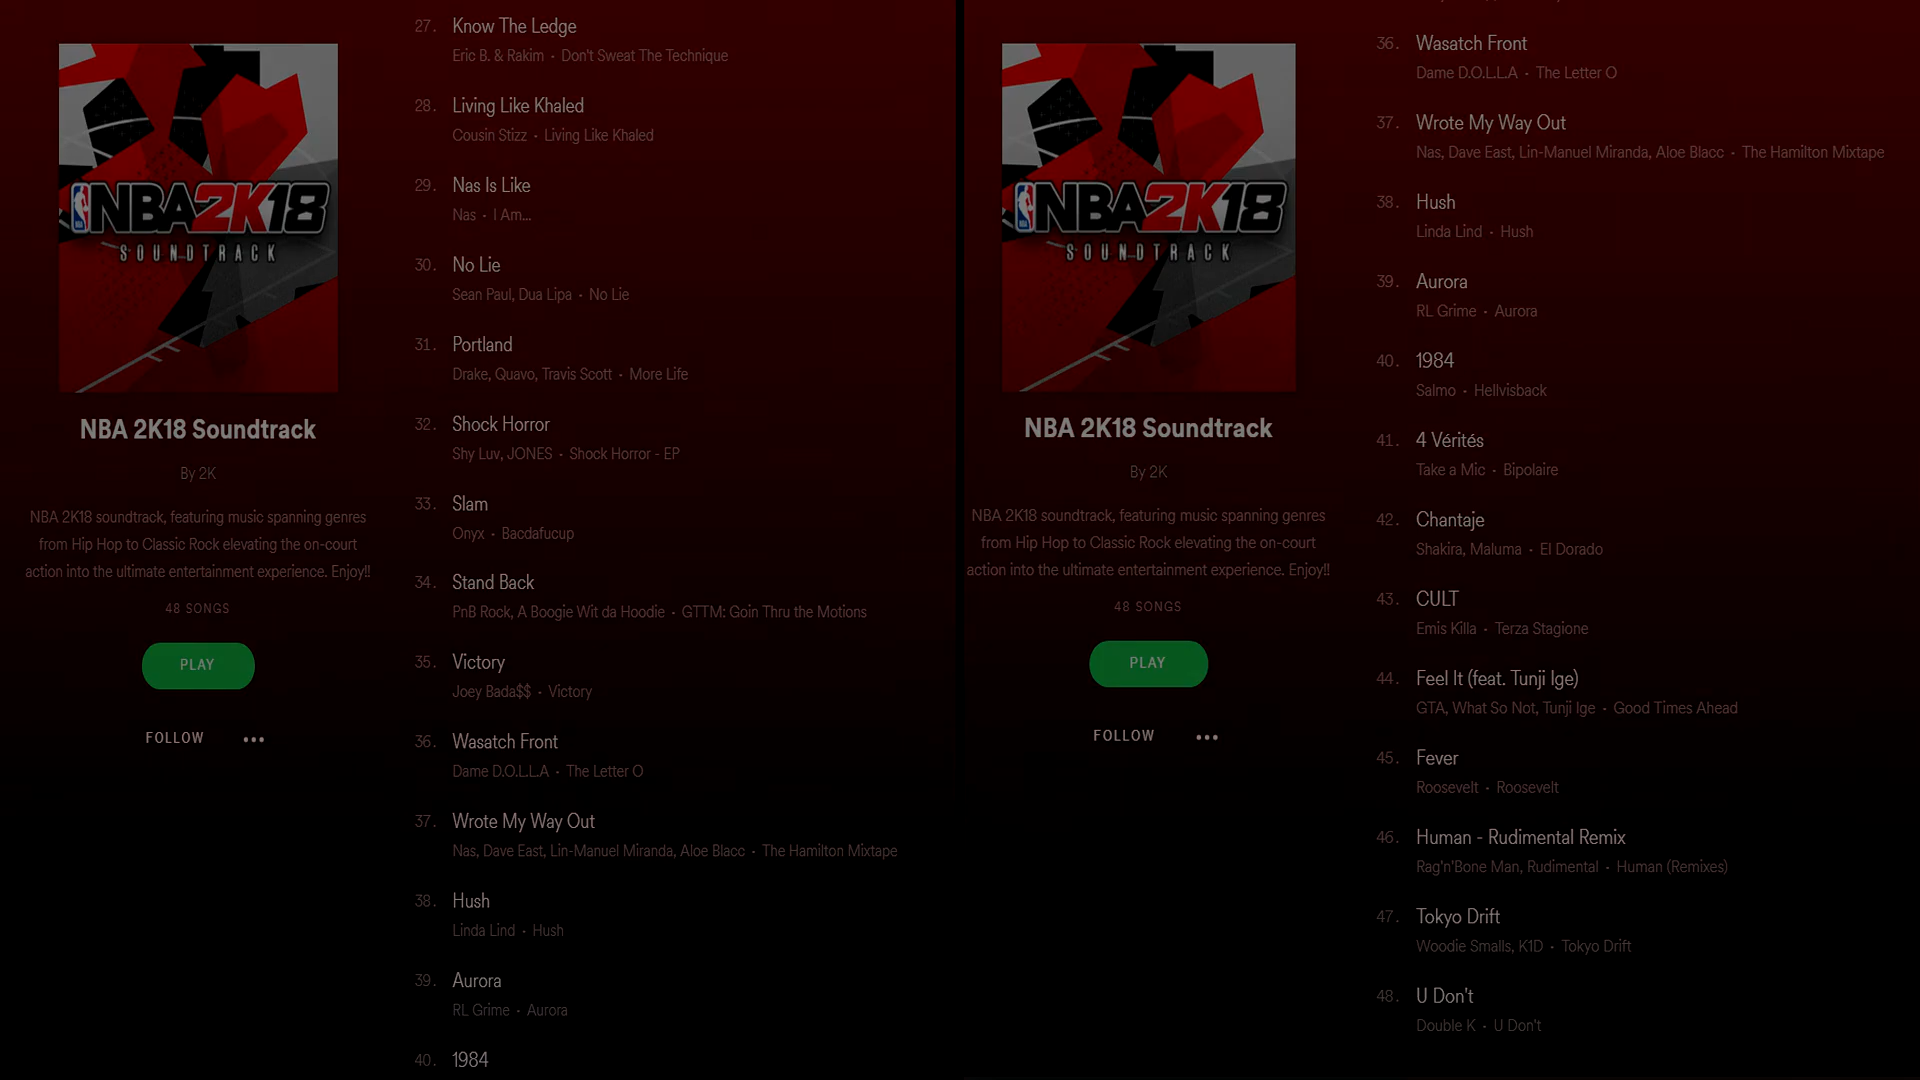 NBA 2K18
SOUNDTRACK
NBA 2K18 Soundtrack
By 2K
NBA 2K18 soundtrack, featuring music spanning genres
from Hip Hop to Classic Rock elevating the on-court
action into the ultimate entertainment experience. Enjoy!!
48 SONGS
PLAY
FOLLOW
27. Know The Ledge
Eric B. & Rakim • Don't Sweat The Technique
28. Living Like Khaled
Cousin Stizz • Living Like Khaled
29. Nas Is Like
Nas • I Am...
30. No Lie
Sean Paul, Dua Lipa • No Lie
31. Portland
Drake, Quavo, Travis Scott • More Life
32. Shock Horror
Shy Luv, JONES • Shock Horror - EP
33. Slam
Onyx • Bacdafucup
34. Stand Back
PnB Rock, A Boogie Wit da Hoodie • GTTM: Goin Thru the Motions
35. Victory
Joey Bada$$ • Victory
36. Wasatch Front
Dame D.O.L.L.A • The Letter O
37. Wrote My Way Out
Nas, Dave East, Lin-Manuel Miranda, Aloe Blacc • The Hamilton Mixtape
38. Hush
Linda Lind • Hush
39. Aurora
RL Grime • Aurora
40. 1984
NBA 2K18
SOUNDTRACK
NBA 2K18 Soundtrack
By 2K
NBA 2K18 soundtrack, featuring music spanning genres
from Hip Hop to Classic Rock elevating the on-court
action into the ultimate entertainment experience. Enjoy!!
48 SONGS
PLAY
FOLLOW
36. Wasatch Front
Dame D.O.L.L.A • The Letter O
37. Wrote My Way Out
Nas, Dave East, Lin-Manuel Miranda, Aloe Blacc • The Hamilton Mixtape
38. Hush
Linda Lind • Hush
39. Aurora
RL Grime • Aurora
40. 1984
Salmo • Hellvisback
41. 4 Vérités
Take a Mic • Bipolaire
42. Chantaje
Shakira, Maluma • El Dorado
43. CULT
Emis Killa • Terza Stagione
44. Feel It (feat. Tunji Ige)
GTA, What So Not, Tunji Ige • Good Times Ahead
45. Fever
Roosevelt • Roosevelt
46. Human - Rudimental Remix
Rag'n'Bone Man, Rudimental • Human (Remixes)
47. Tokyo Drift
Woodie Smalls, K1D • Tokyo Drift
48. U Don't
Double K • U Don't